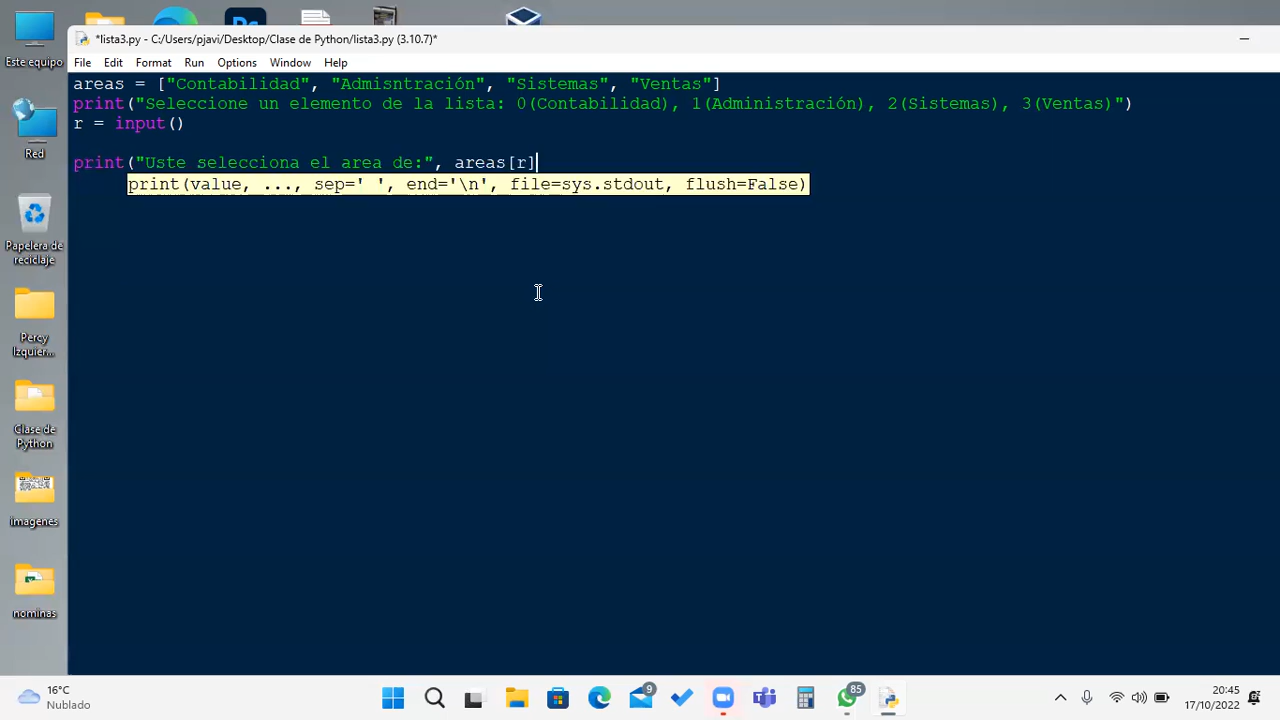 *lista3.py - C:/Users/pjavi/Desktop/Clase de Python/lista3.py (3.10.7)*
File Edit Format Run Options Window Help
areas = ["Contabilidad", "Admisntración", "Sistemas", "Ventas"]
print("Seleccione un elemento de la lista: 0(Contabilidad), 1(Administración), 2(Sistemas), 3(Ventas)")
r = input()
print("Uste selecciona el area de:", areas[r]
print(value, ..., sep=' ', end='\n', file=sys.stdout, flush=False)
Este equipo
Red
Papelera de
reciclaje
Percy
Izquier...
Clase de
Python
imagenes
nominas
16°C
Nublado
9
85
20:45
17/10/2022